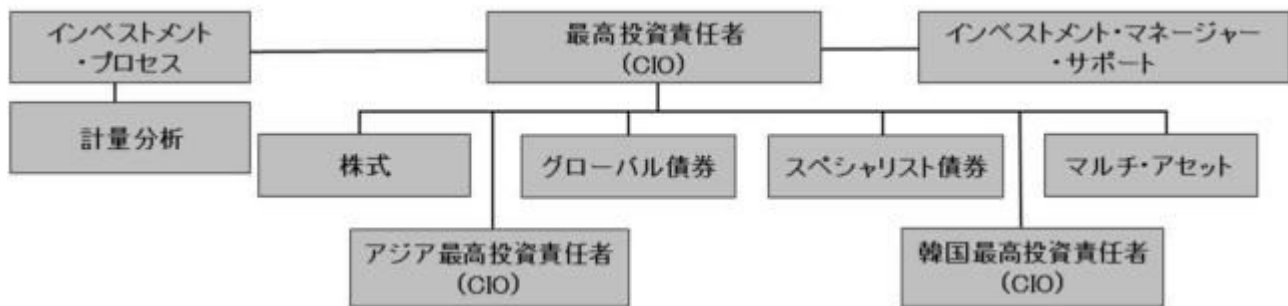 インベストメント
・プロセス
最高投資責任者
(CIO)
インベストメント・マネージャー
・サポート
計量分析
株式
グローバル債券
スペシャリスト債券
マルチ・アセット
アジア最高投資責任者
(CIO)
韓国最高投資責任者
(CIO)